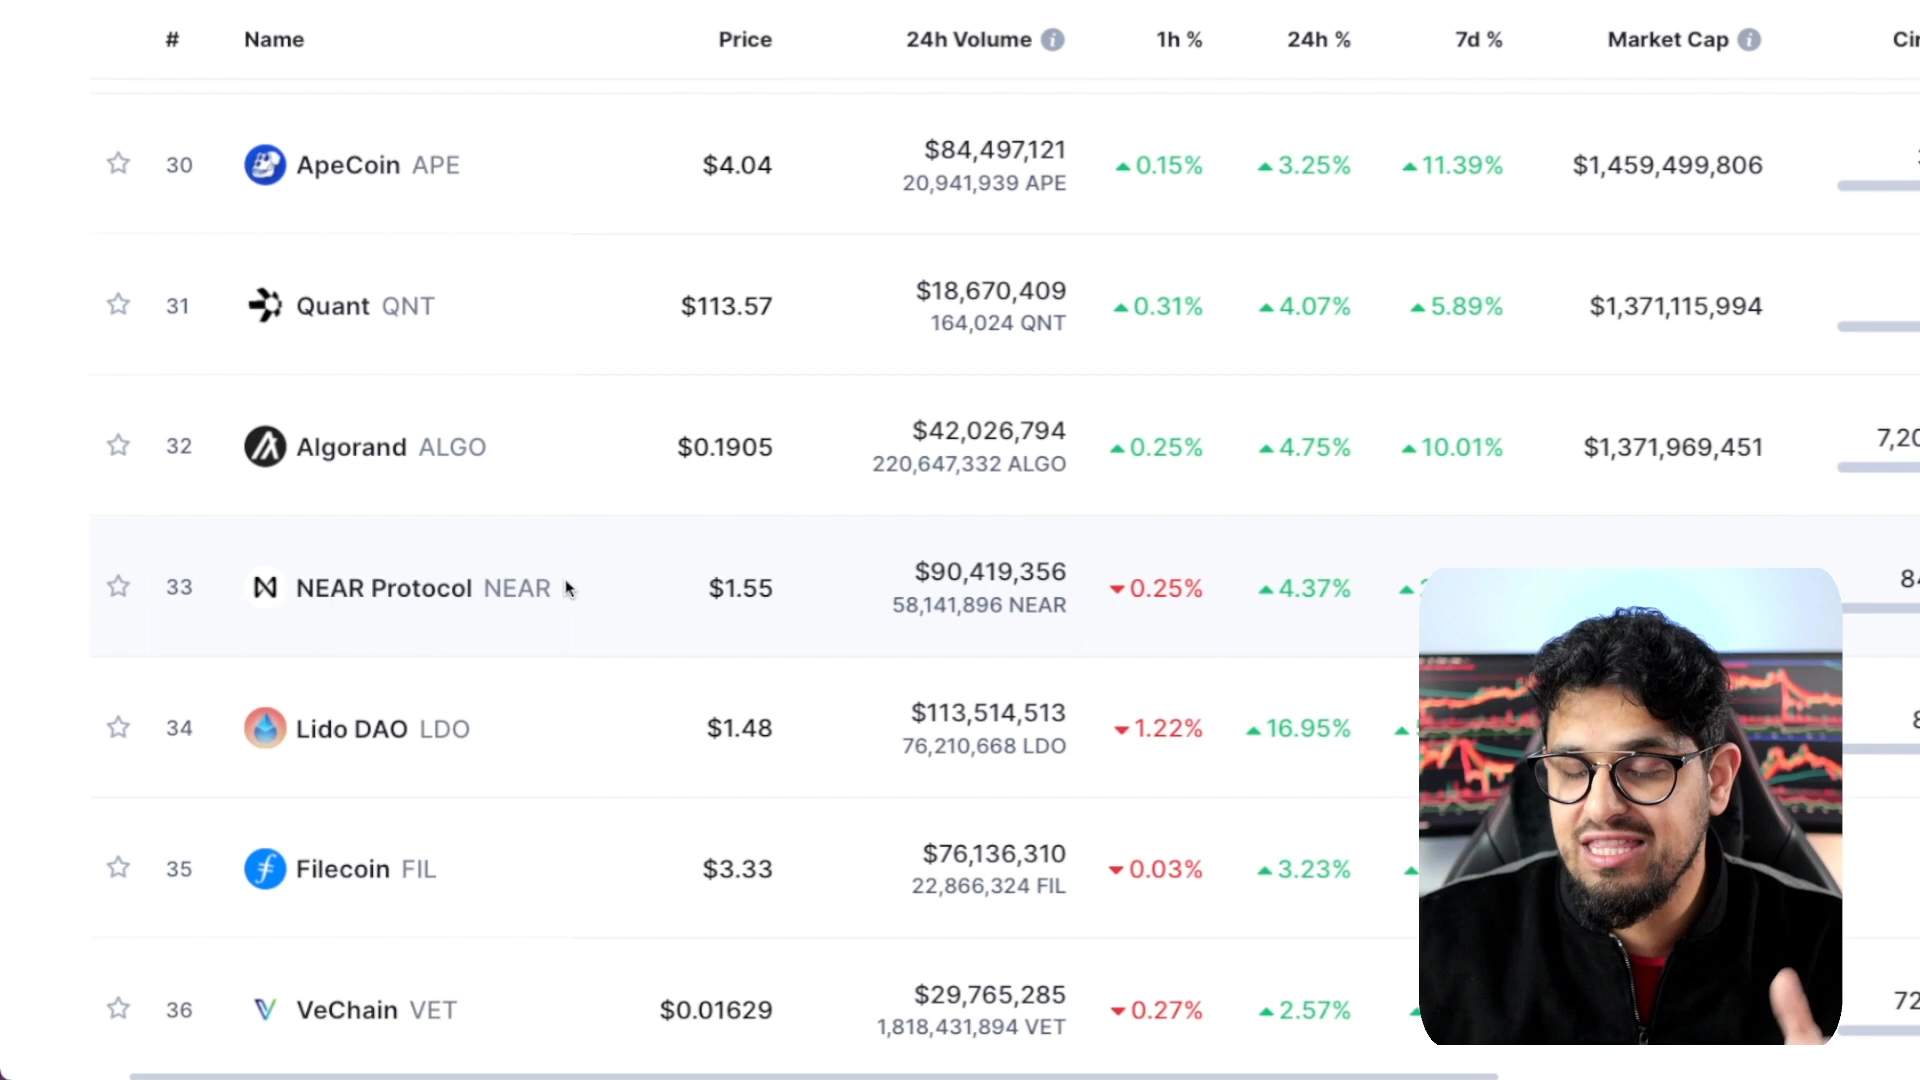 # Name Price 24h Volume 1h % 24h % 7d % Market Cap
30 ApeCoin APE $4.04 $84,497,121 0.15% 3.25% 11.39% $1,459,499,806
20,941,939 APE
31 Quant QNT $113.57 $18,670,409 0.31% 4.07% 5.89% $1,371,115,994
164,024 QNT
32 Algorand ALGO $0.1905 $42,026,794 0.25% 4.75% 10.01% $1,371,969,451 7,20
220,647,332 ALGO
33 NEAR Protocol NEAR $1.55 $90,419,356 0.25% 4.37%
58,141,896 NEAR
34 Lido DAO LDO $1.48 $113,514,513 1.22% 16.95%
76,210,668 LDO
35 Filecoin FIL $3.33 $76,136,310 0.03% 3.23%
22,866,324 FIL
36 VeChain VET $0.01629 $29,765,285 0.27% 2.57% 72
1,818,431,894 VET